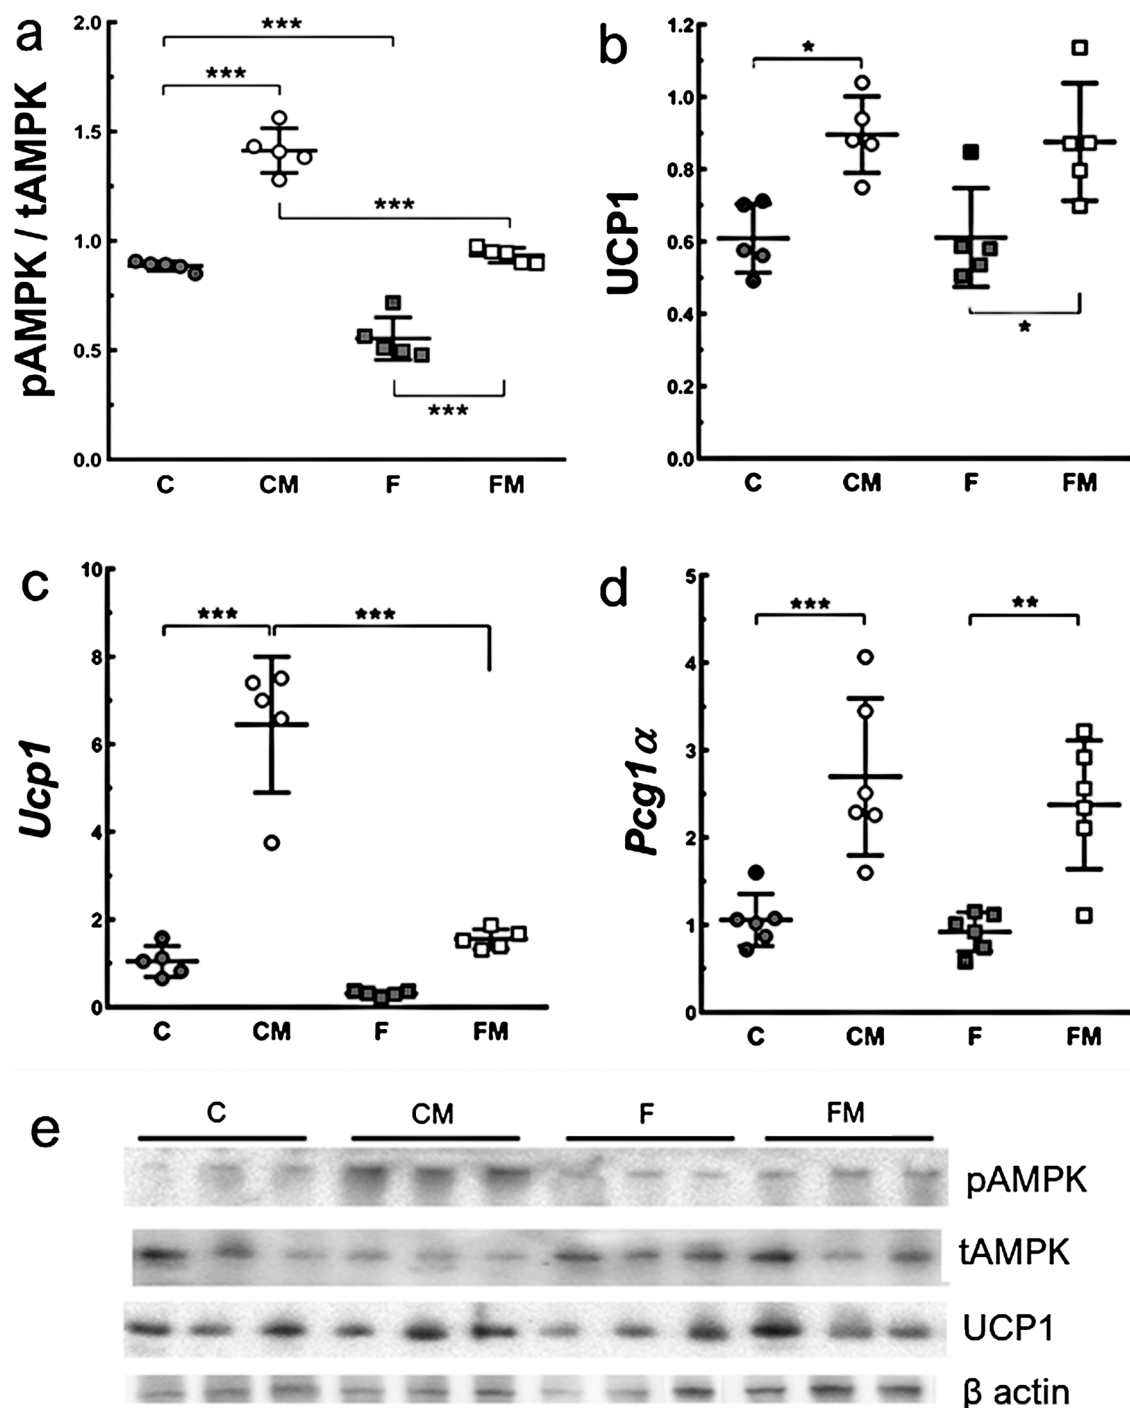 a
pAMPK / tAMPK
2.0
1.5
1.0
0.5
0.0
***
***
***
***
C CM F FM
b
UCP1
1.2
1.0
0.8
0.6
0.4
0.2
0.0
*
*
C CM F FM
c
Ucp1
10
8
6
4
2
0
*** ***
C CM F FM
d
Pcg1α
5
4
3
2
1
0
*** **
C CM F FM
e
C CM F FM
pAMPK
tAMPK
UCP1
β actin